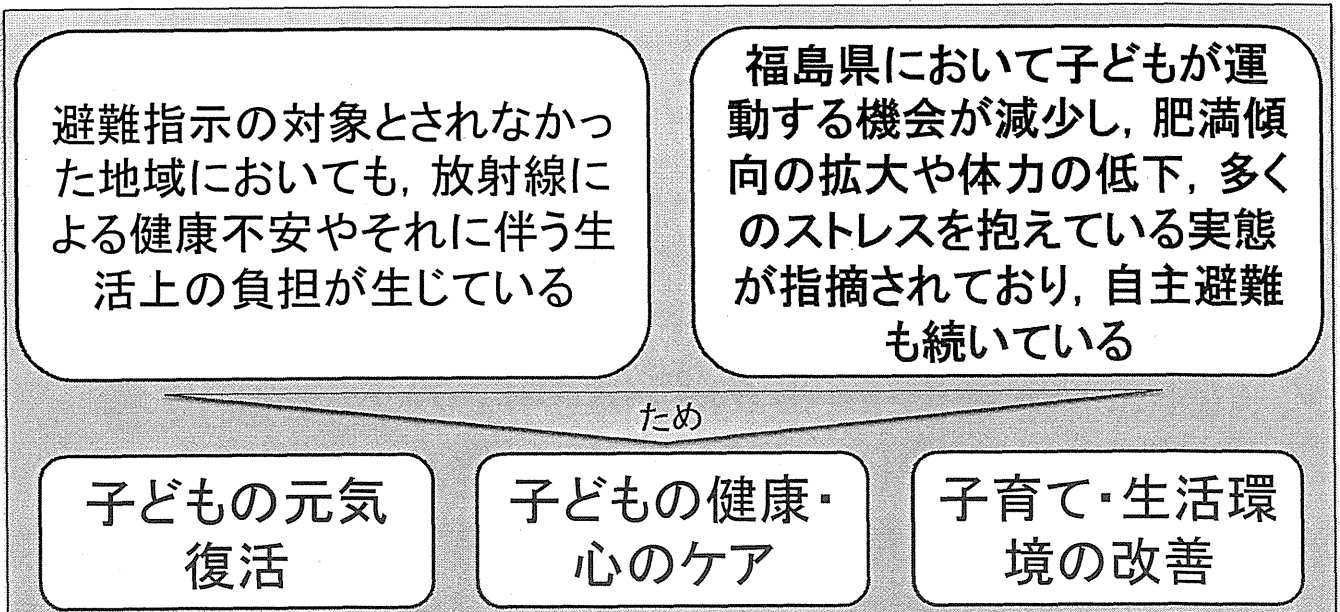 避難指示の対象とされなかっ
た地域においても, 放射線に
よる健康不安やそれに伴う生
活上の負担が生じている
福島県において子どもが運
動する機会が減少し, 肥満傾
向の拡大や体力の低下, 多く
のストレスを抱えている実態
が指摘されており, 自主避難
も続いている
ため
子どもの元気
復活
子どもの健康・
心のケア
子育て・生活環
境の改善